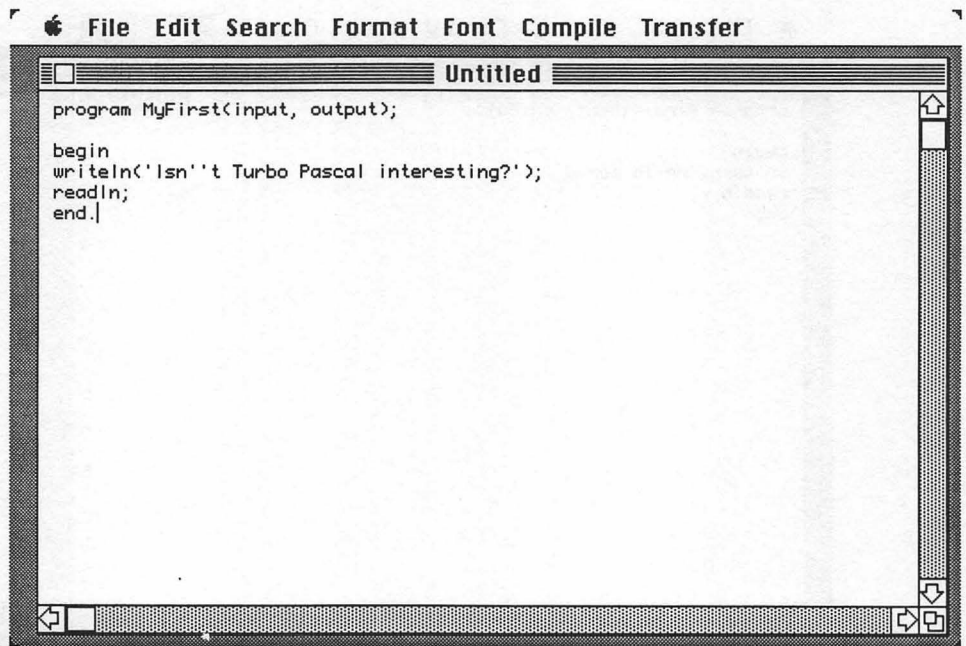 File Edit Search Format Font Compile Transfer
Untitled
program MyFirst(input, output);
begin
writeln('Isn''t Turbo Pascal interesting?');
readln;
end.